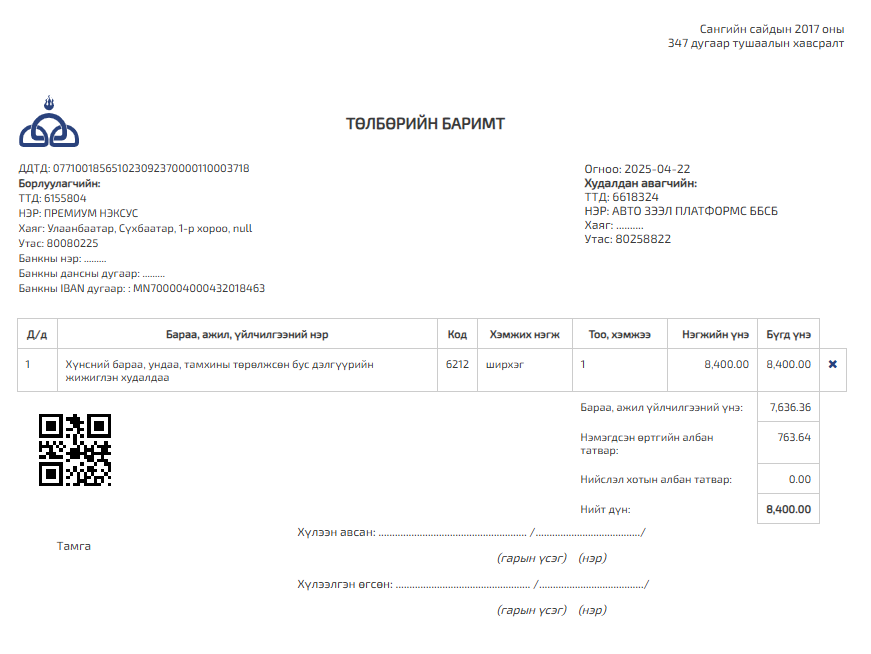 Сангийн сайдын 2017 оны
347 дугаар тушаалын хавсралт
ТӨЛБӨРИЙН БАРИМТ
ДДТД: 077100185651023092370000110003718
Борлуулагчийн:
ТТД: 6155804
НЭР: ПРЕМИУМ НЭКСУС
Хаяг: Улаанбаатар, Сүхбаатар, 1-р хороо, null
Утас: 80080225
Банкны нэр: .........
Банкны дансны дугаар: .........
Банкны IBAN дугаар: : MN700004000432018463
Огноо: 2025-04-22
Худалдан авагчийн:
ТТД: 6618324
НЭР: АВТО ЗЭЭЛ ПЛАТФОРМС ББСБ
Хаяг: ..........
Утас: 80258822
Д/д Бараа, ажил, үйлчилгээний нэр Код Хэмжих нэгж Тоо, хэмжээ Нэгжийн үнэ Бүгд үнэ
1 Хүнсний бараа, ундаа, тамхины төрөлжсөн бус дэлгүүрийн 6212 ширхэг 1 8,400.00 8,400.00
жижиглэн худалдаа
Бараа, ажил үйлчилгээний үнэ: 7,636.36
Нэмэгдсэн өртгийн албан 763.64
татвар:
Нийслэл хотын албан татвар: 0.00
Нийт дүн: 8,400.00
Тамга
Хүлээн авсан: ..................................................... /...................................../
(гарын үсэг) (нэр)
Хүлээлгэн өгсөн: ................................................ /....................................../
(гарын үсэг) (нэр)